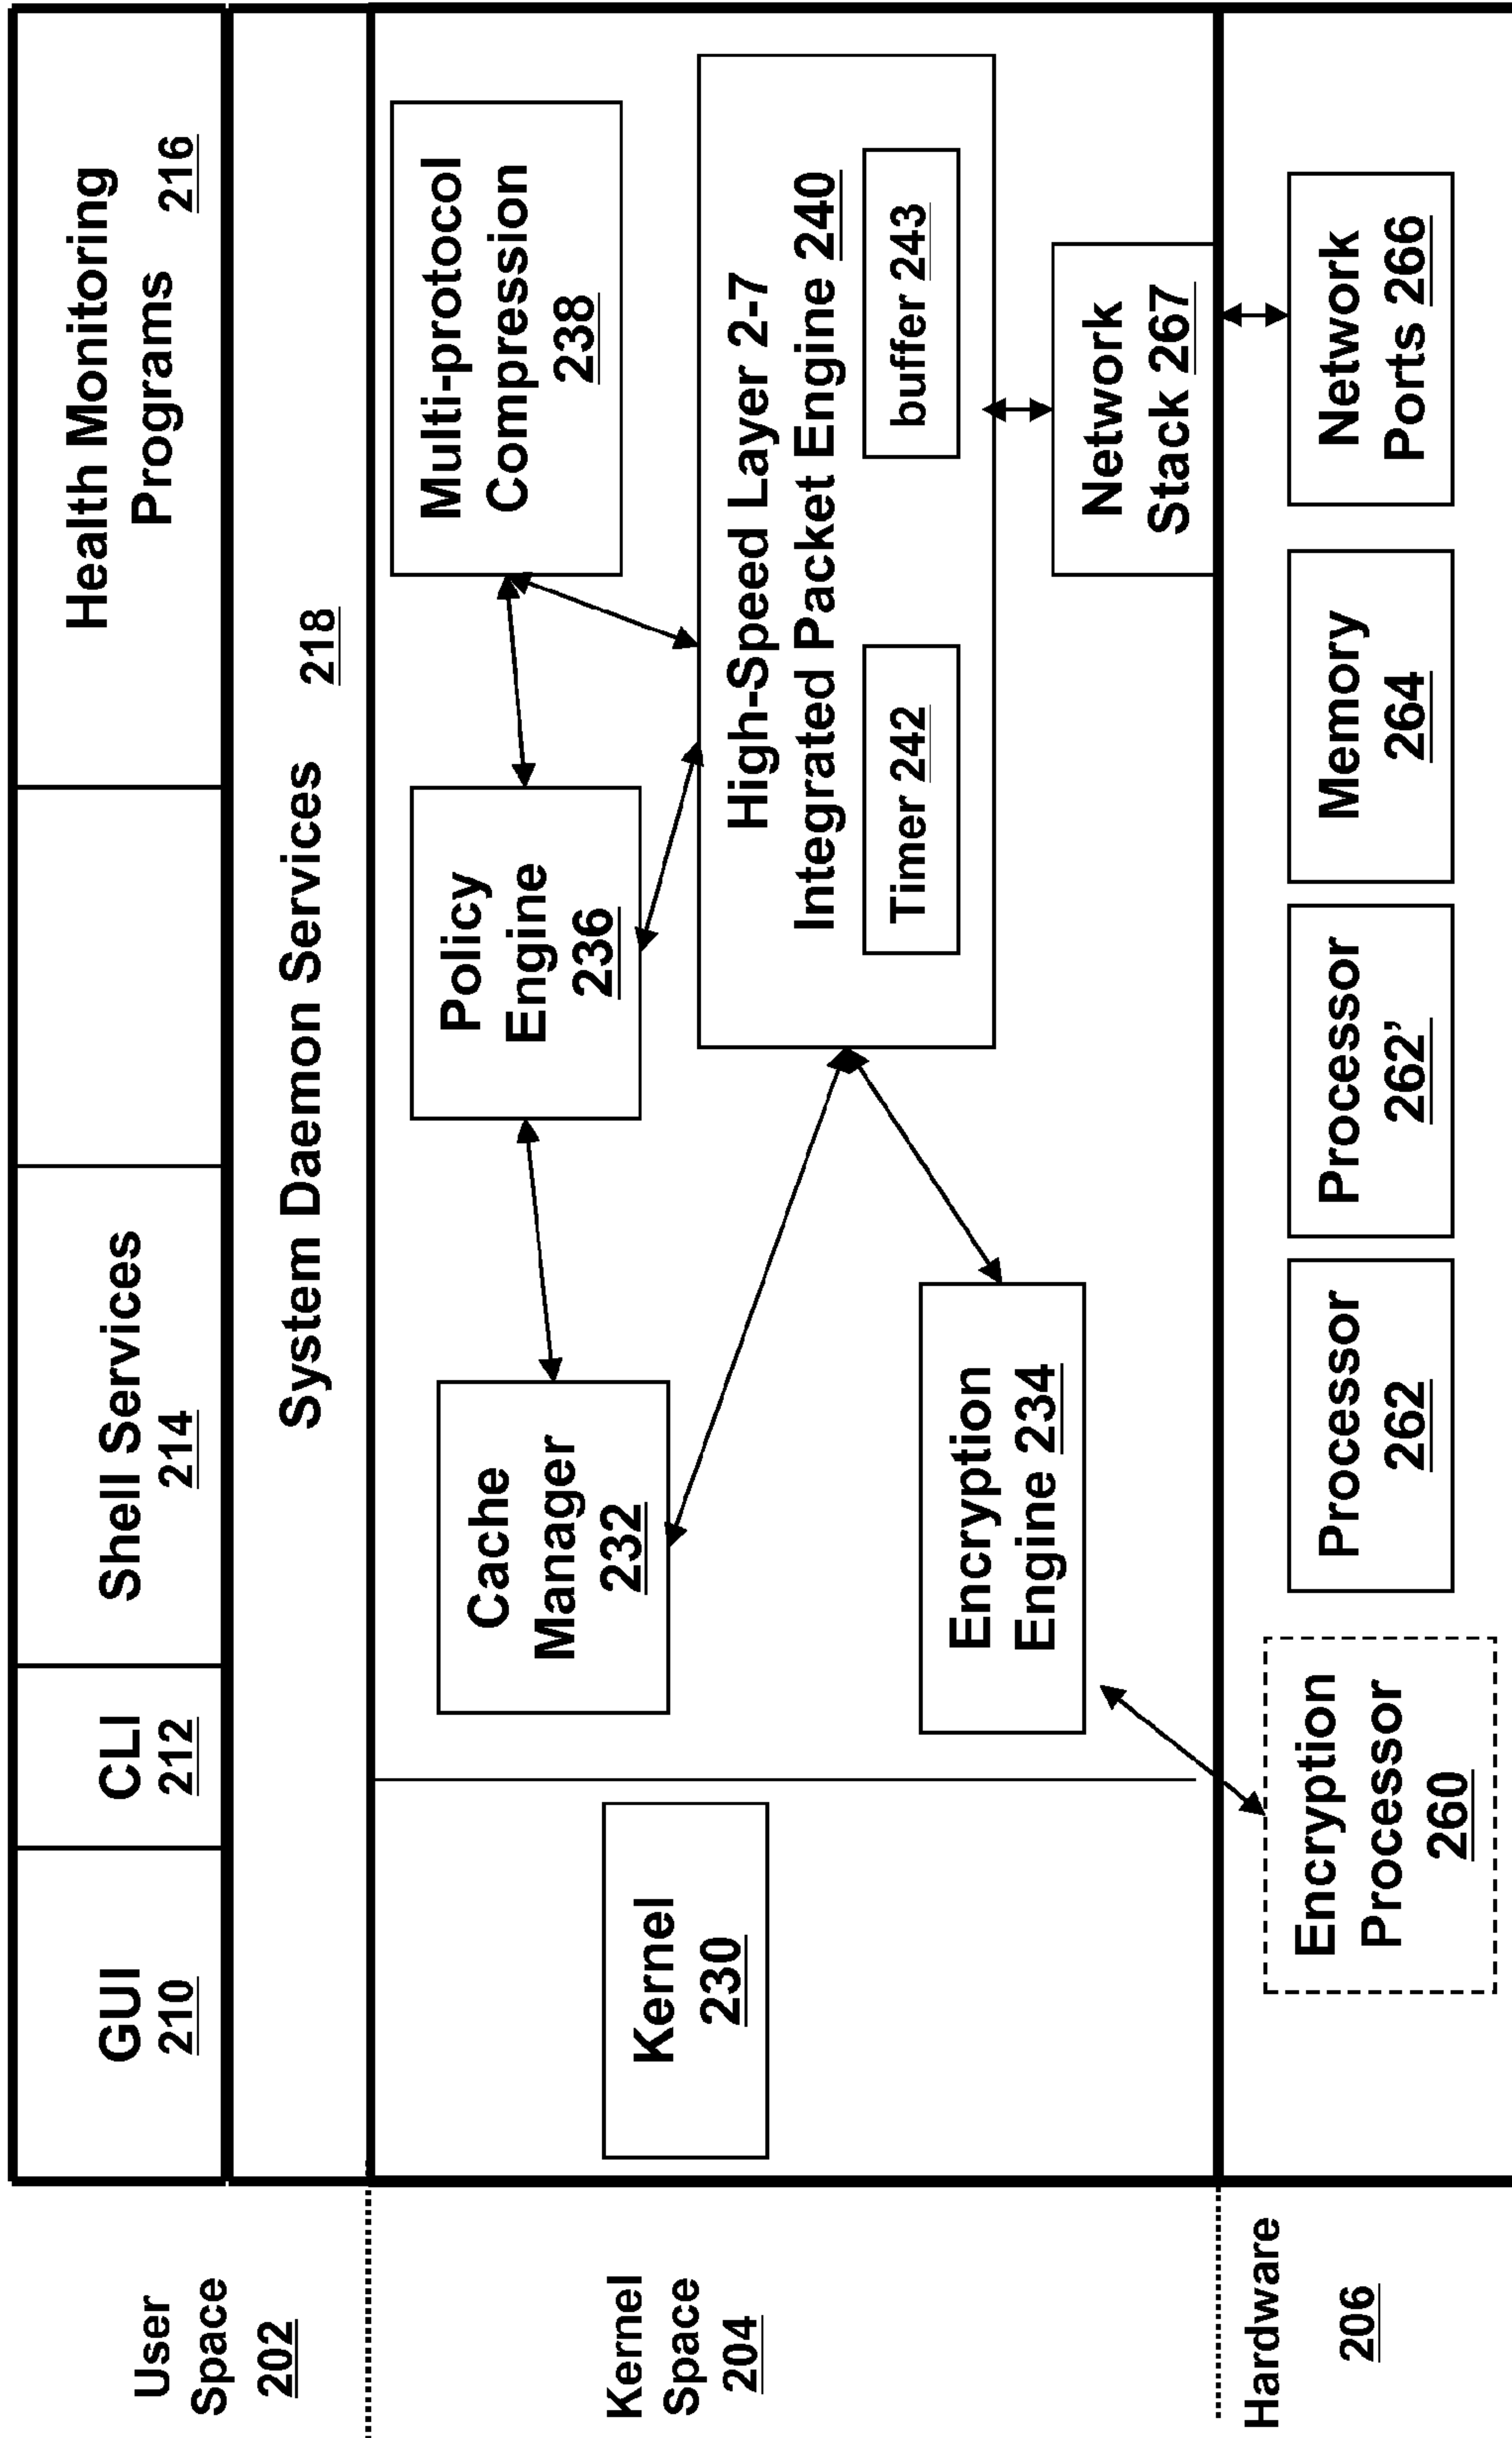 User
Space
202
GUI
210
CLI
212
Shell Services
214
Health Monitoring
Programs 216
System Daemon Services 218
Kernel
Space
204
Kernel
230
Cache
Manager
232
Policy
Engine
236
Multi-protocol
Compression
238
High-Speed Layer 2-7
Integrated Packet Engine 240
Timer 242
buffer 243
Encryption
Engine 234
Network
Stack 267
Hardware
206
Encryption
Processor
260
Processor
262
Processor
262’
Memory
264
Network
Ports 266